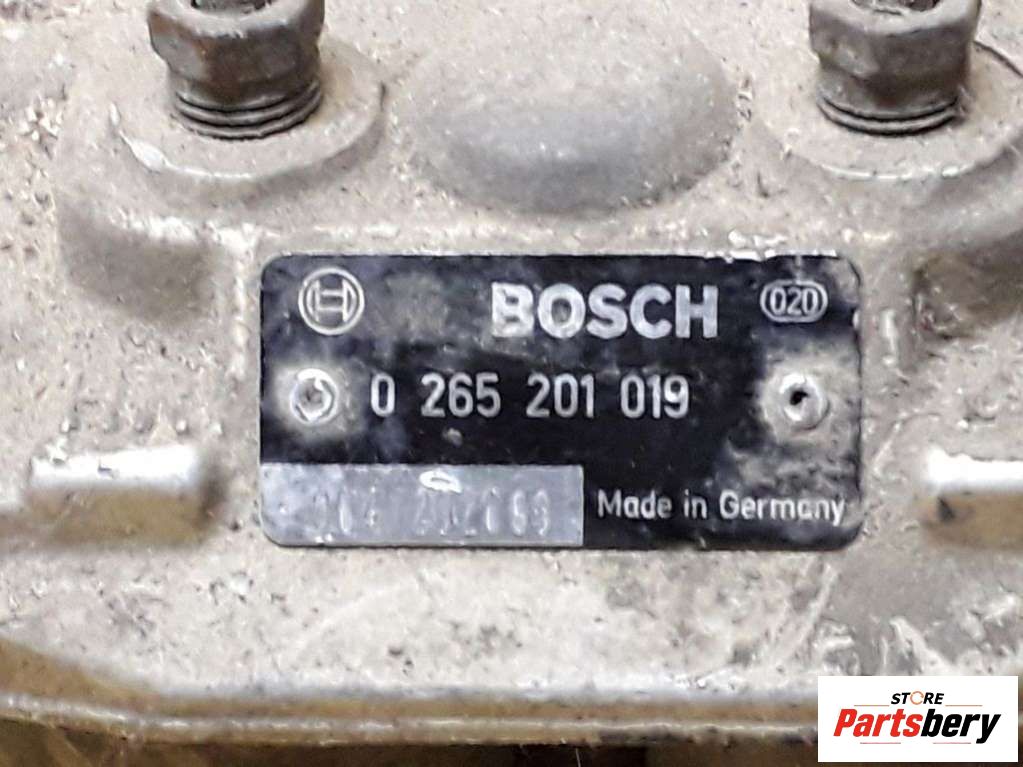 BOSCH
020
0 265 201 019
Made in Germany
STORE
Partsbery